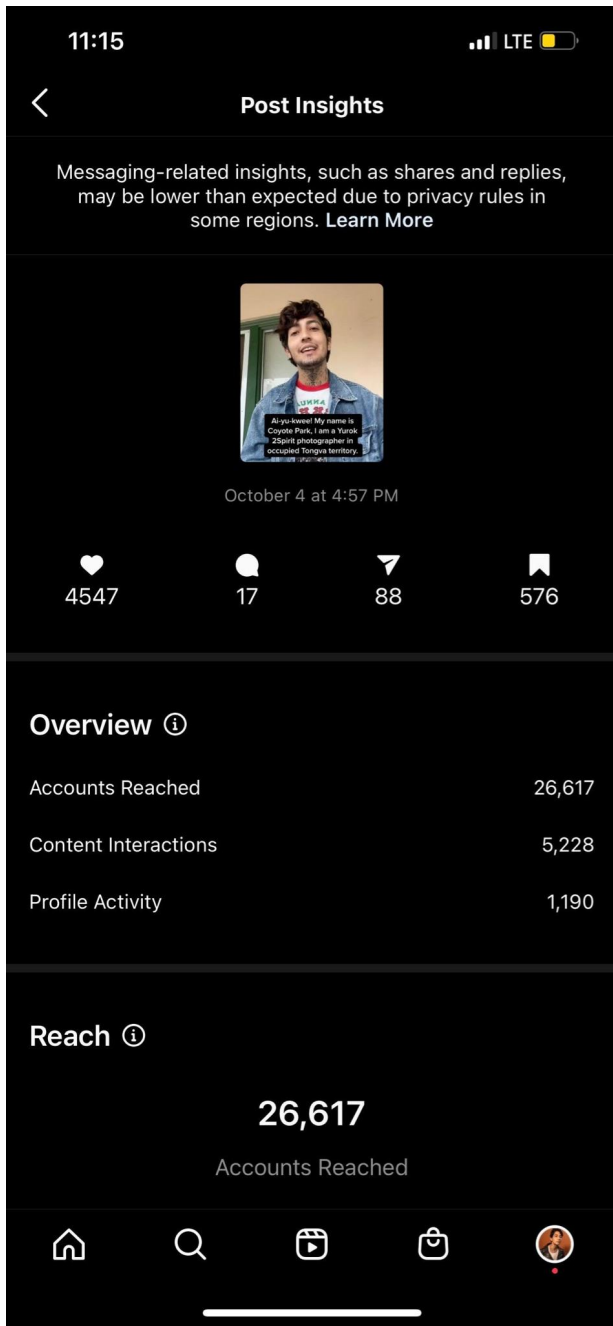 11:15
LTE
Post Insights
Messaging-related insights, such as shares and replies,
may be lower than expected due to privacy rules in
some regions. Learn More
Ai-yu-kwee! My name is
Coyote Park, I am a Yurok
2Spirit photographer in
occupied Tongva territory.
October 4 at 4:57 PM
4547 17 88 576
Overview
Accounts Reached 26,617
Content Interactions 5,228
Profile Activity 1,190
Reach
26,617
Accounts Reached